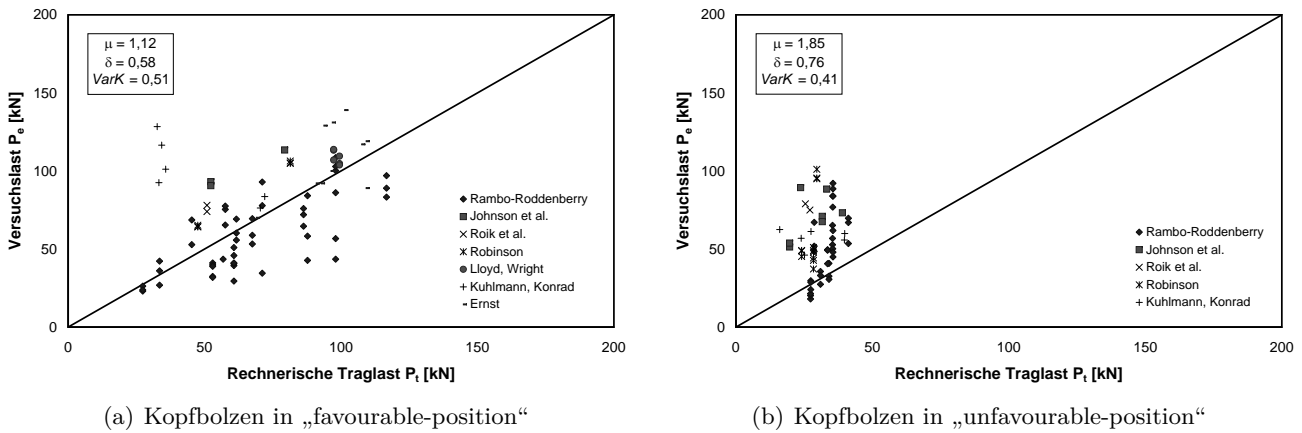 200
150
100
50
0
Versuchslast Pe [kN]
μ = 1,12
δ = 0,58
VarK = 0,51
Rambo-Roddenberry
Johnson et al.
Roik et al.
Robinson
Lloyd, Wright
Kuhlmann, Konrad
Ernst
0 50 100 150 200
Rechnerische Traglast Pt [kN]
(a) Kopfbolzen in „favourable-position“
200
150
100
50
0
Versuchslast Pe [kN]
μ = 1,85
δ = 0,76
VarK = 0,41
Rambo-Roddenberry
Johnson et al.
Roik et al.
Robinson
Kuhlmann, Konrad
0 50 100 150 200
Rechnerische Traglast Pt [kN]
(b) Kopfbolzen in „unfavourable-position“